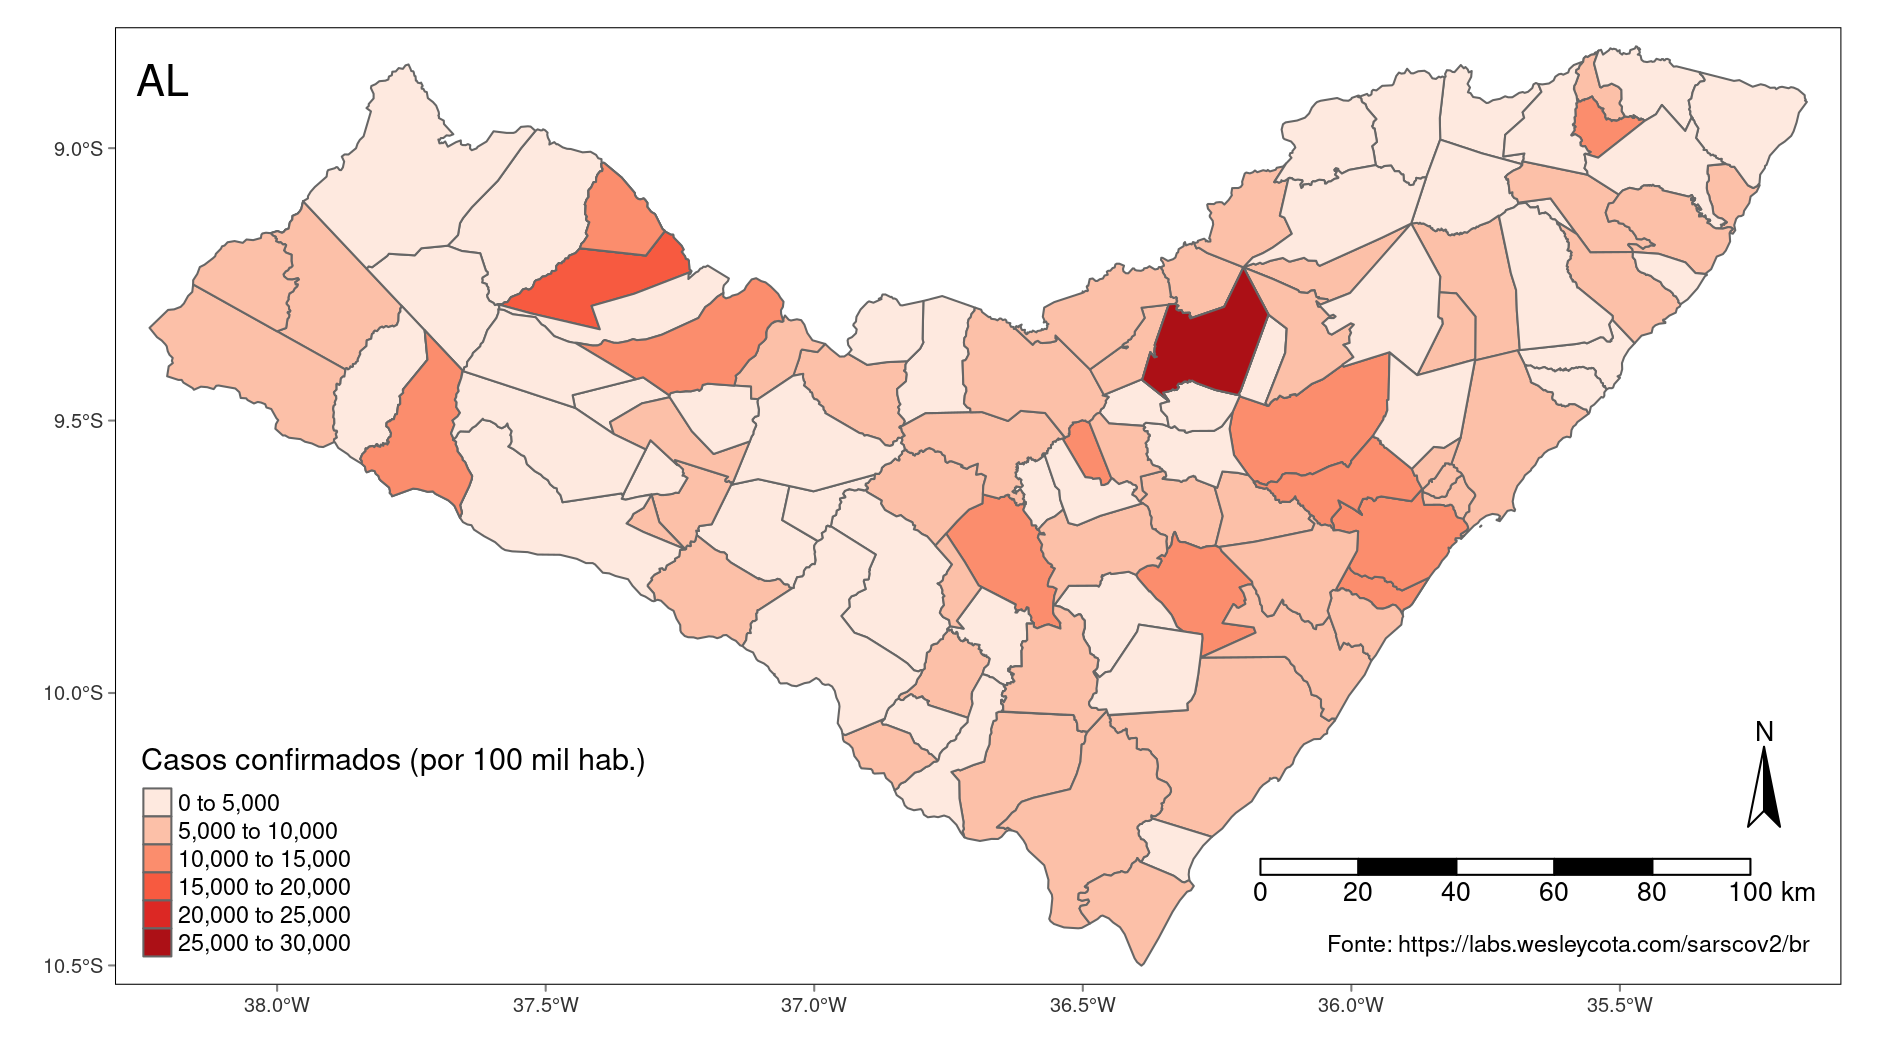 AL
9.0°S
9.5°S
10.0°S
10.5°S
Casos confirmados (por 100 mil hab.)
0 to 5,000
5,000 to 10,000
10,000 to 15,000
15,000 to 20,000
20,000 to 25,000
25,000 to 30,000
N
0 20 40 60 80 100 km
Fonte: https://labs.wesleycota.com/sarscov2/br
38.0°W 37.5°W 37.0°W 36.5°W 36.0°W 35.5°W